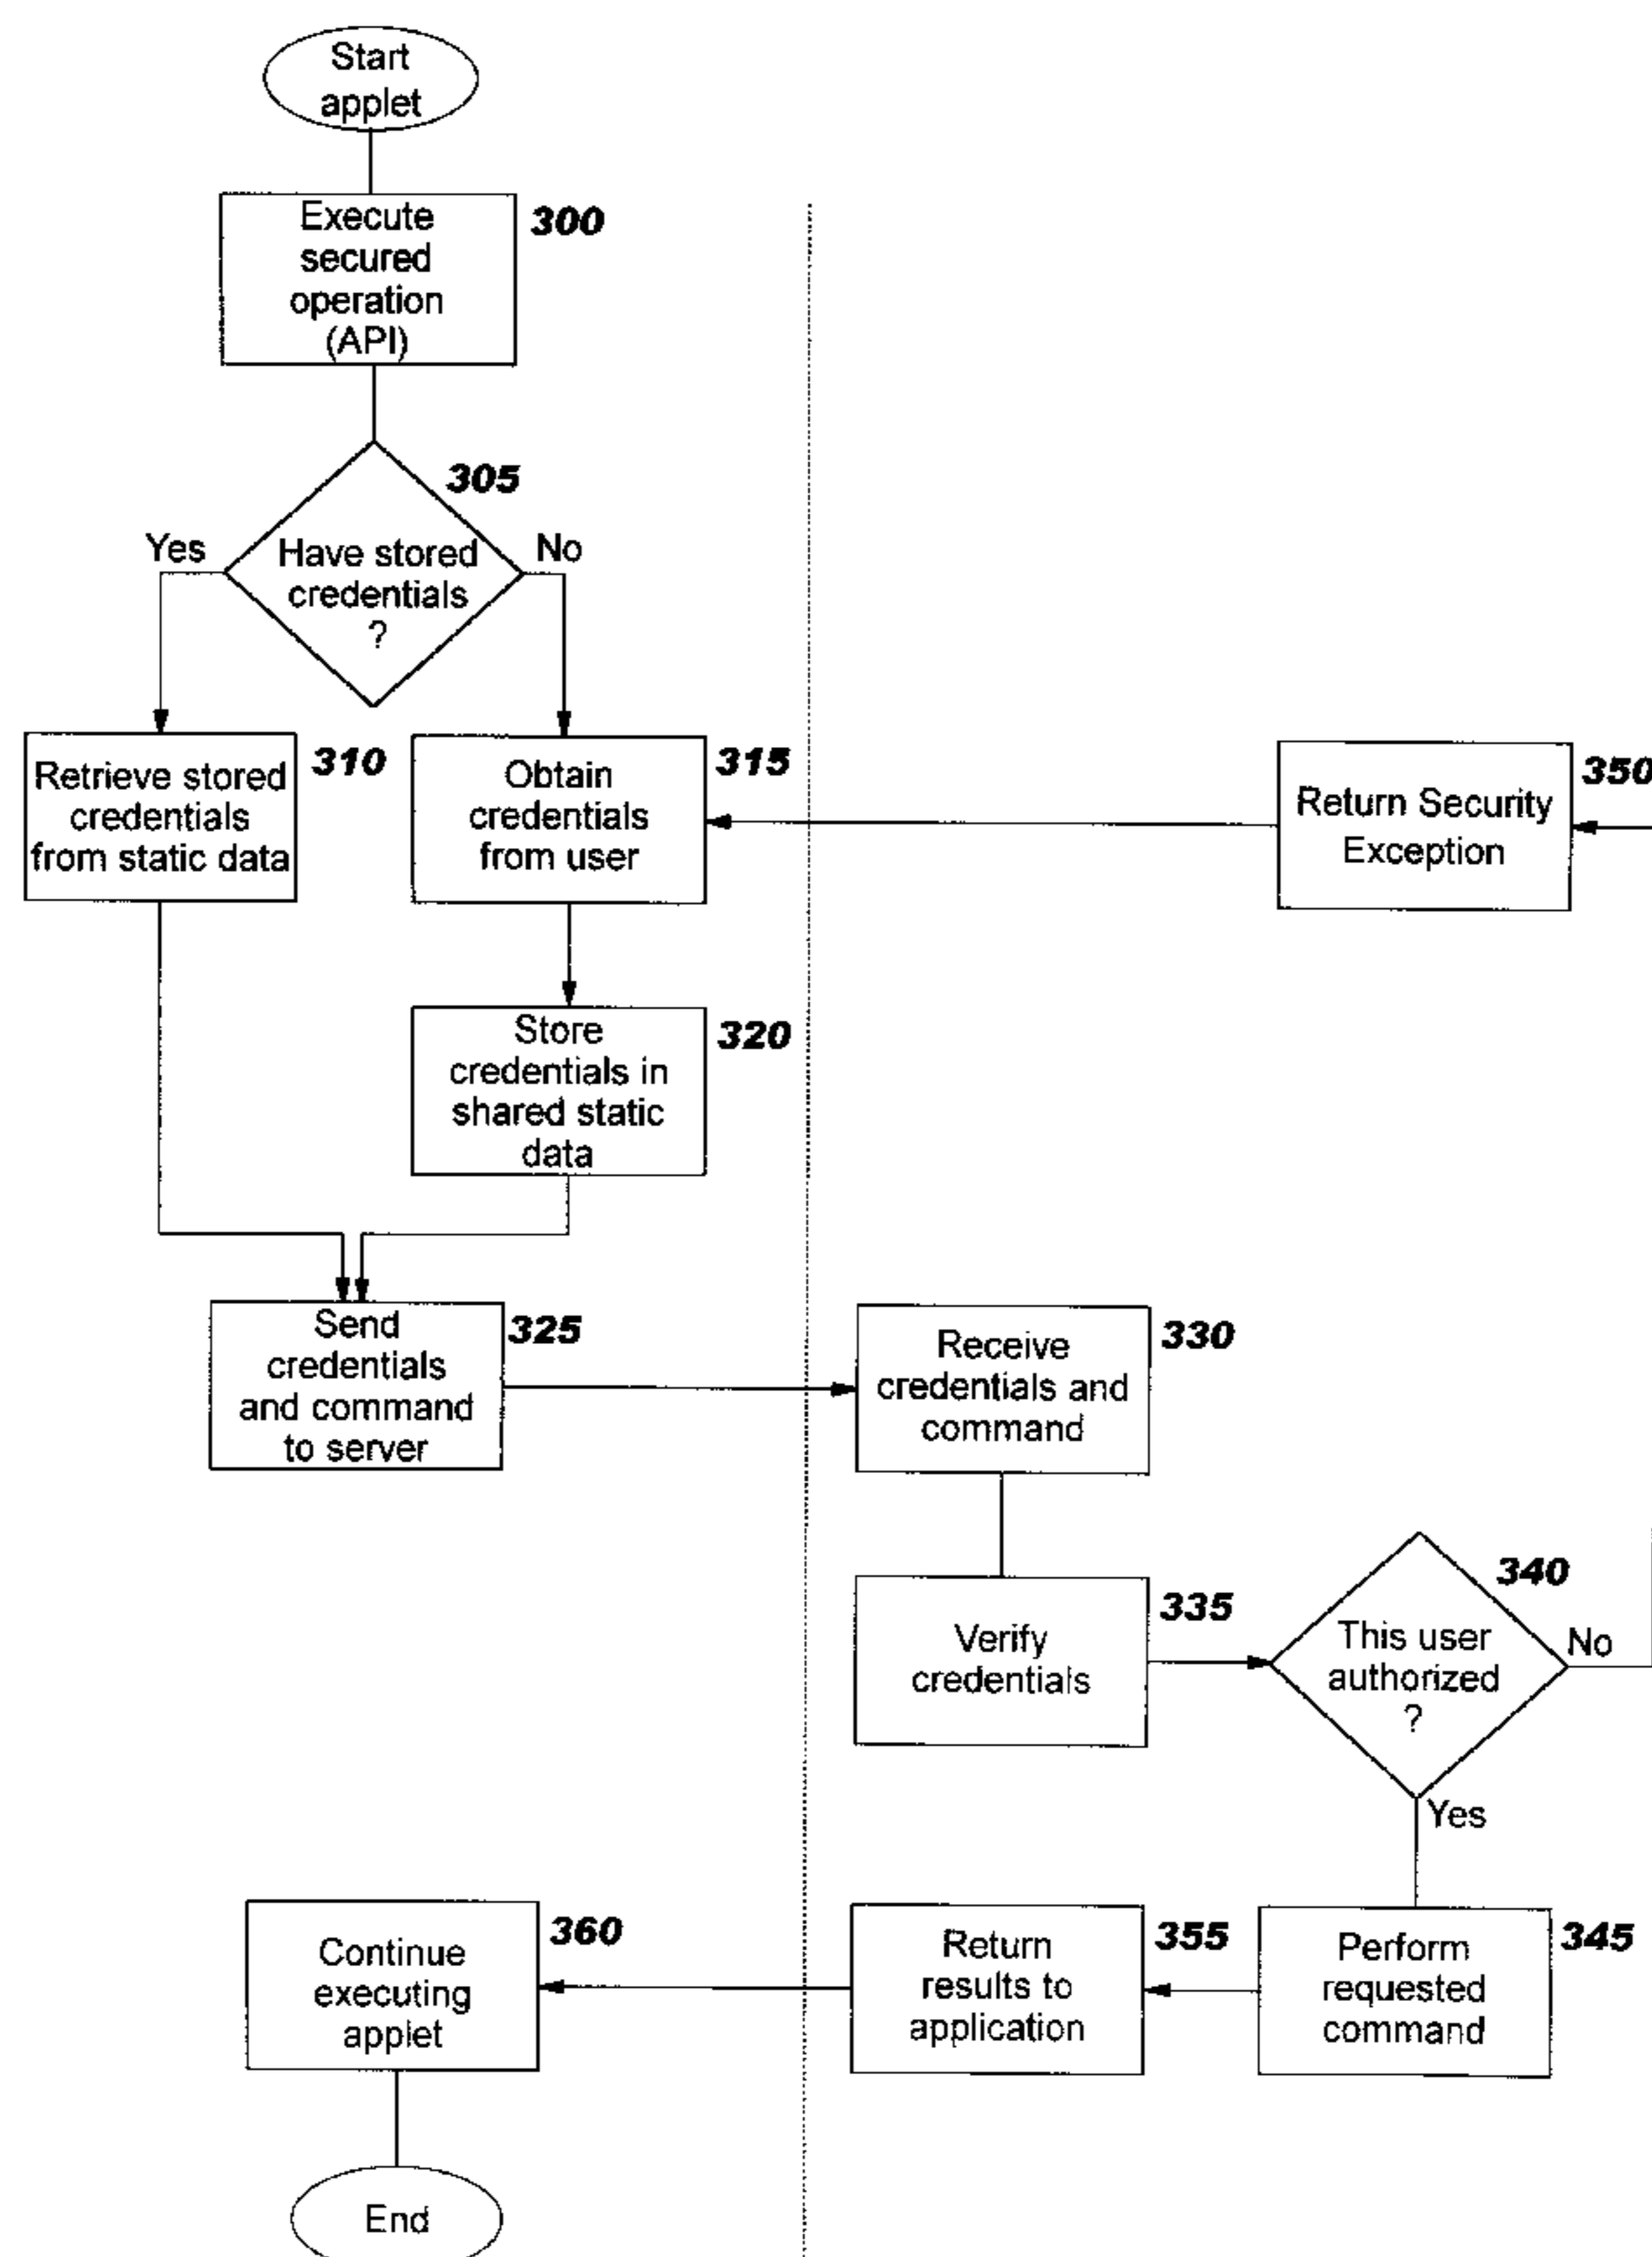 Start
applet
Execute
secured
operation
(API)
300
305
Yes
Have stored
credentials
?
No
Retrieve stored
credentials
from static data
310
Obtain
credentials
from user
315
Return Security
Exception
350
Store
credentials in
shared static
data
320
Send
credentials
and command
to server
325
Receive
credentials and
command
330
Verify
credentials
335
340
This user
authorized
?
No
Yes
Continue
executing
applet
360
Return
results to
application
355
Perform
requested
command
345
End